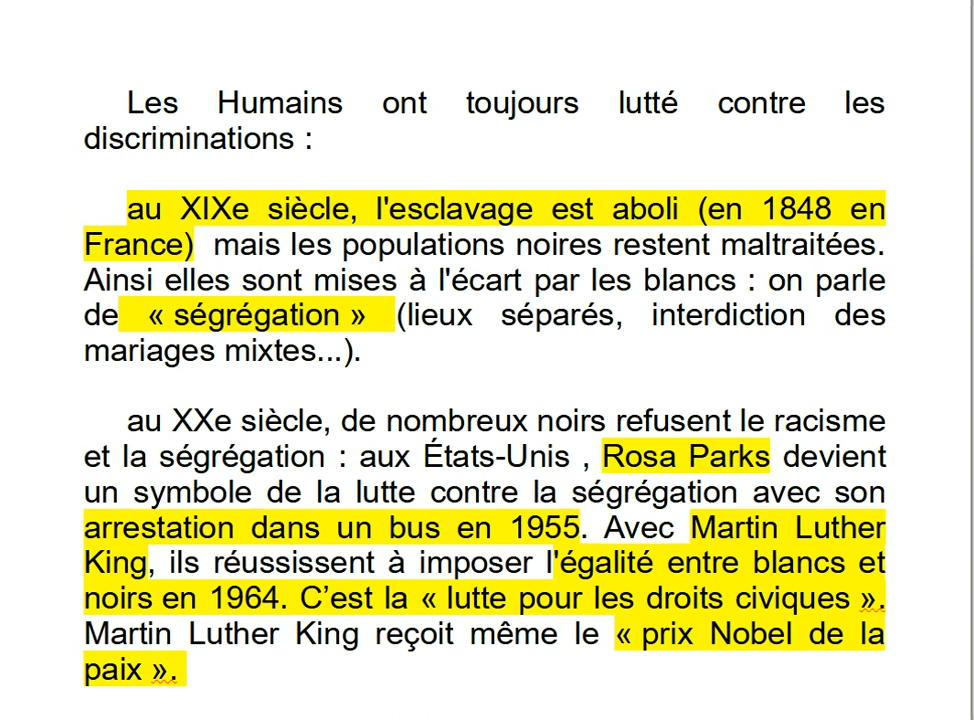 Les Humains ont toujours lutté contre les
discriminations :
au XIXe siècle, l'esclavage est aboli (en 1848 en
France) mais les populations noires restent maltraitées.
Ainsi elles sont mises à l'écart par les blancs : on parle
de « ségrégation » (lieux séparés, interdiction des
mariages mixtes...).
au XXe siècle, de nombreux noirs refusent le racisme
et la ségrégation : aux États-Unis , Rosa Parks devient
un symbole de la lutte contre la ségrégation avec son
arrestation dans un bus en 1955. Avec Martin Luther
King, ils réussissent à imposer l'égalité entre blancs et
noirs en 1964. C’est la « lutte pour les droits civiques ».
Martin Luther King reçoit même le « prix Nobel de la
paix ».